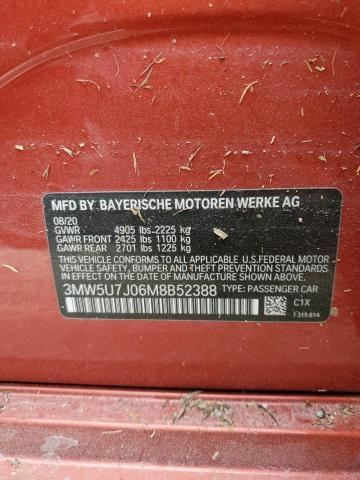 MFD BY BAYERISCHE MOTOREN WERKE AG
08/20
GVWR 4905 lbs 2225 kg
GAWR FRONT 2425 lbs 1100 kg
GAWR REAR 2701 lbs 1225 kg
THIS VEHICLE CONFORMS TO ALL APPLICABLE U.S.FEDERAL MOTOR
VEHICLE SAFETY, BUMPER, AND THEFT PREVENTION STANDARDS
IN EFFECT ON THE DATE OF MANUFACTURE SHOWN ABOVE.
3MW5U7J06M8B52388 TYPE: PASSENGER CAR
C1X
7 315 814